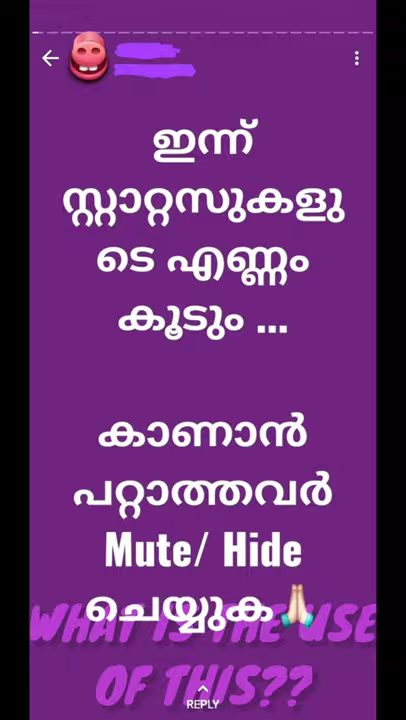 ഇന്ന്
സ്റ്റാറ്റസുകളു
ടെ എണ്ണം
കൂടും ...
കാണാൻ
പറ്റാത്തവർ
Mute/ Hide
ചെയ്യുക🙏🏻
WHAT IS THE USE
OF THIS??
REPLY